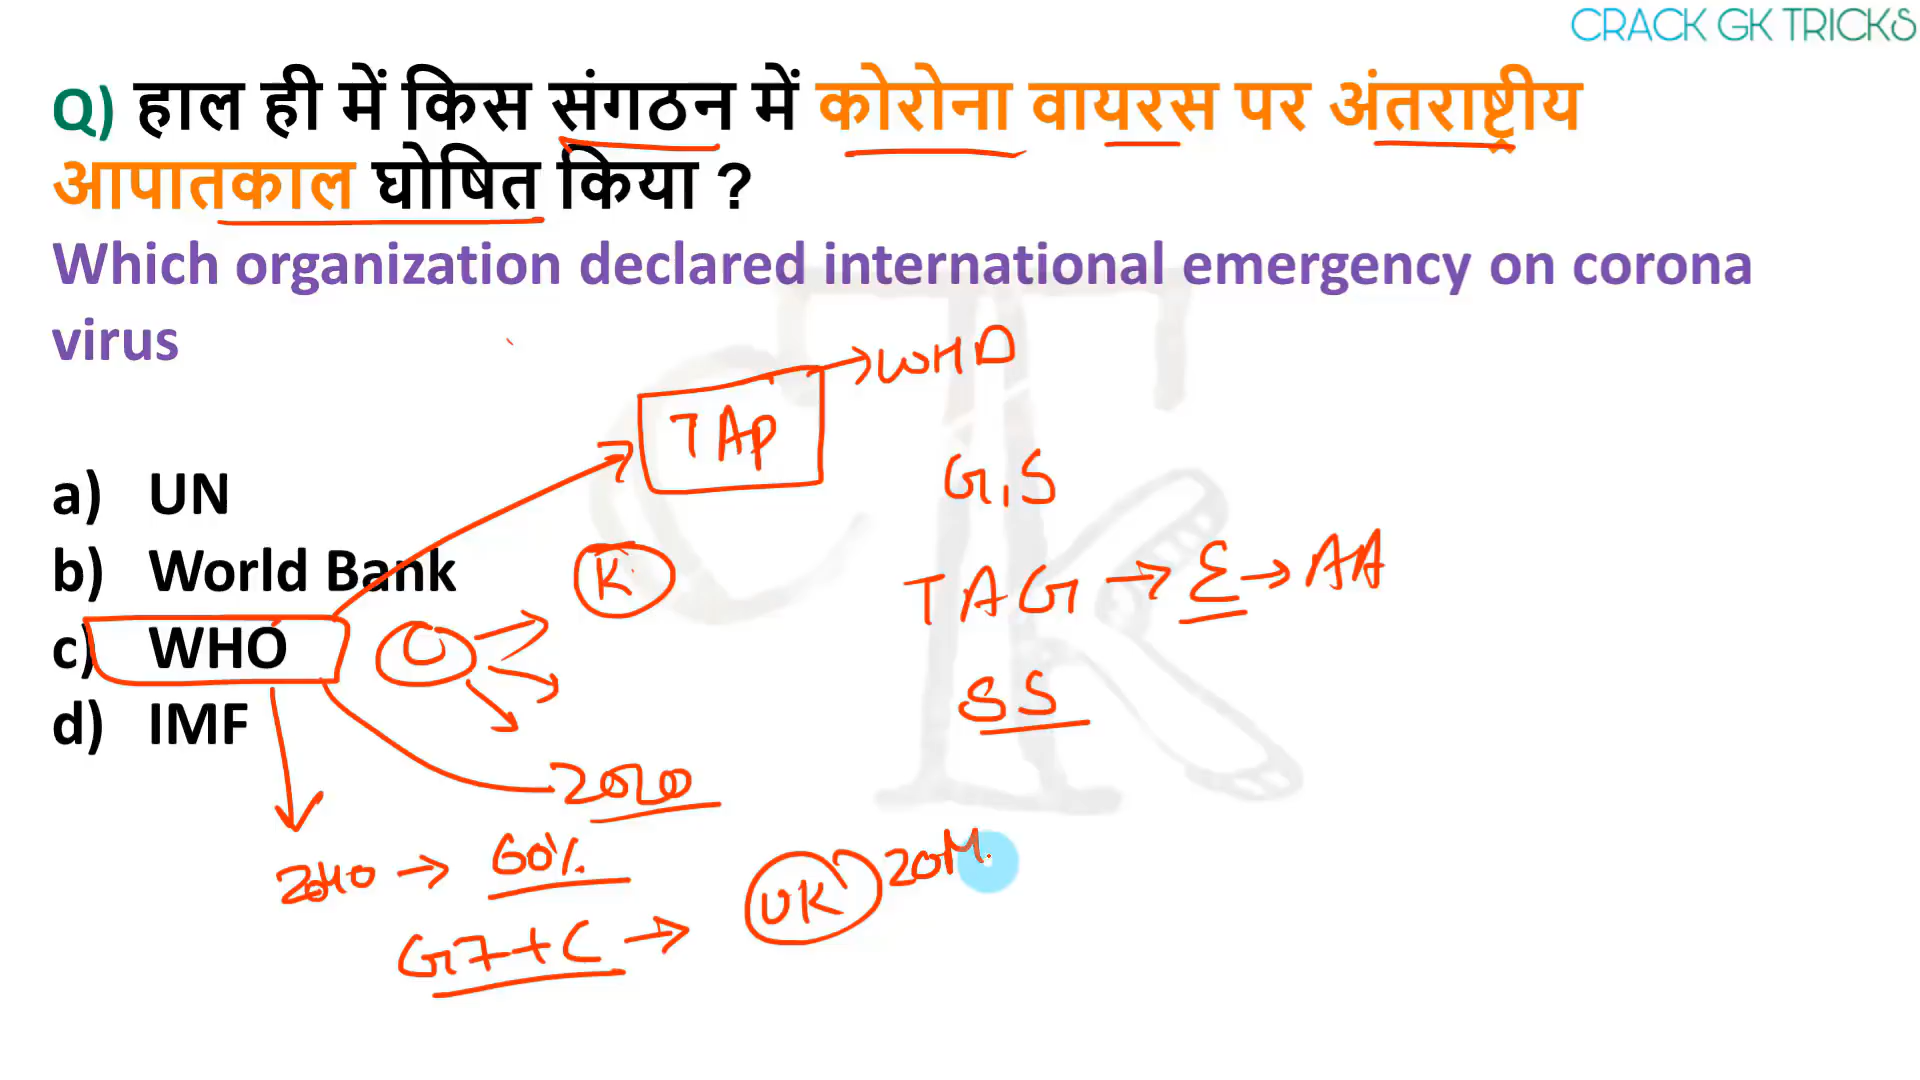 CRACK GK TRICKS
Q) हाल ही में किस संगठन में कोरोना वायरस पर अंतराष्ट्रीय
आपातकाल घोषित किया ?
Which organization declared international emergency on corona
virus
→WHD
TAP
a) UN
G,S
b) World Bank
K
TAG → E → AA
c) WHO
C
SS
d) IMF
2020
2040 → 60%
UK 20M
G7+C →